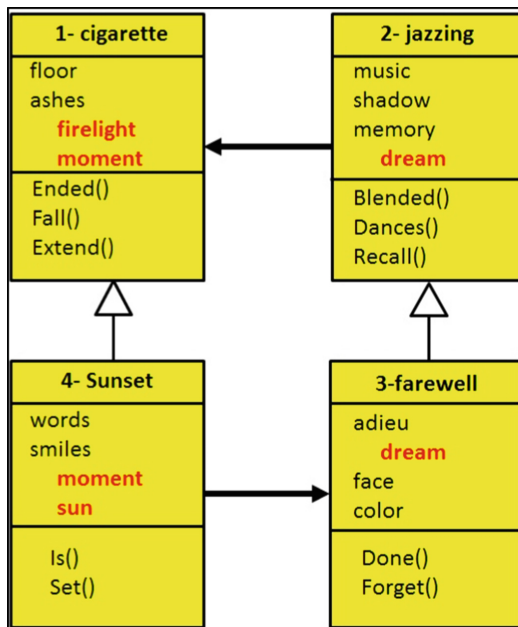 1- cigarette
floor
ashes
firelight
moment
Ended()
Fall()
Extend()
2- jazzing
music
shadow
memory
dream
Blended()
Dances()
Recall()
4- Sunset
words
smiles
moment
sun
Is()
Set()
3-farewell
adieu
dream
face
color
Done()
Forget()